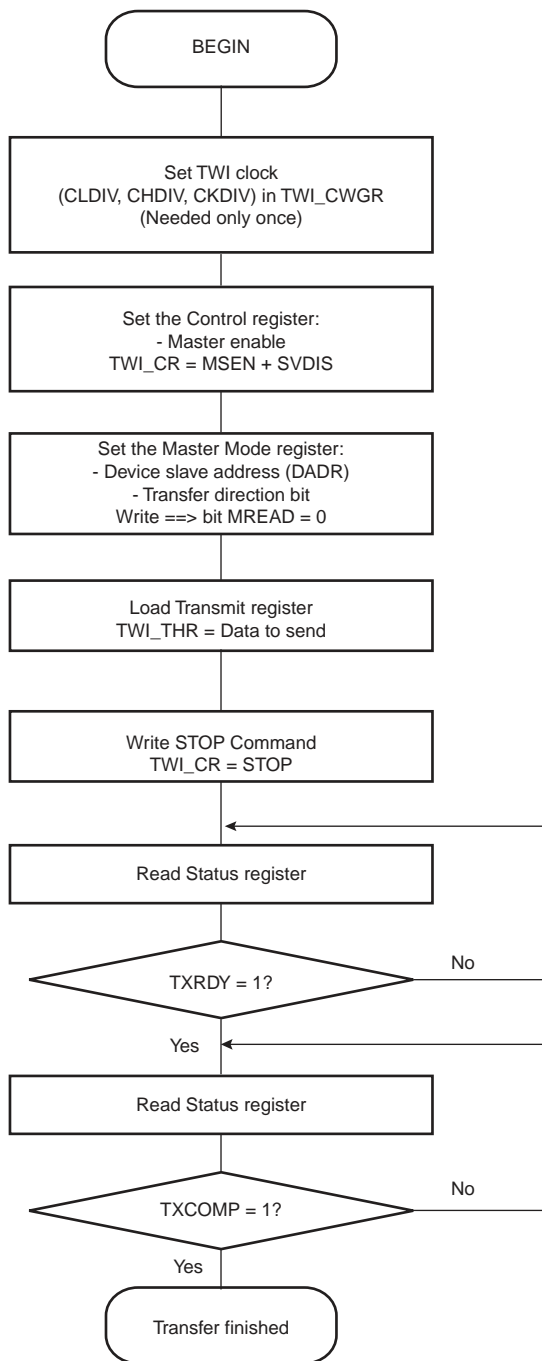 BEGIN
Set TWI clock
(CLDIV, CHDIV, CKDIV) in TWI_CWGR
(Needed only once)
Set the Control register:
- Master enable
TWI_CR = MSEN + SVDIS
Set the Master Mode register:
- Device slave address (DADR)
- Transfer direction bit
Write ==> bit MREAD = 0
Load Transmit register
TWI_THR = Data to send
Write STOP Command
TWI_CR = STOP
Read Status register
TXRDY = 1?
No
Yes
Read Status register
TXCOMP = 1?
No
Yes
Transfer finished